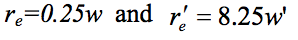 rₑ=0.25w and r′ₑ = 8.25w'